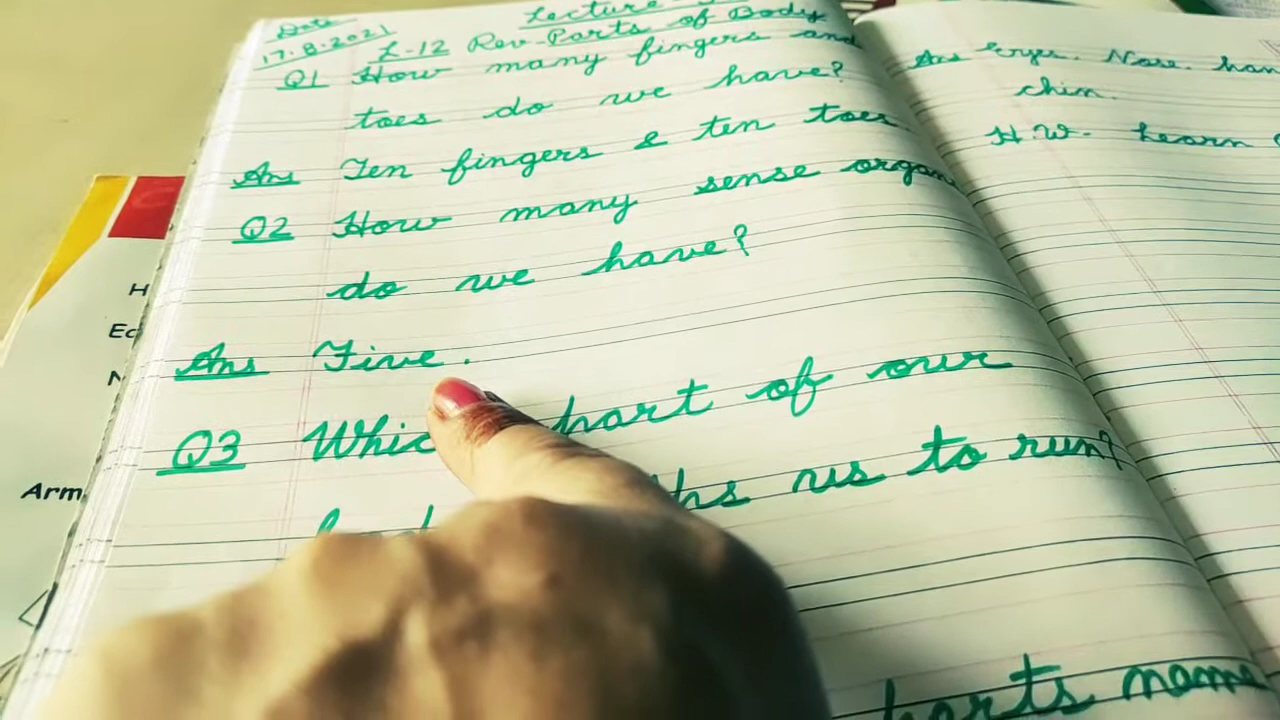 Date
17.8.2021
Lecture
L-12 Rev-Parts of Body
Q1 How many fingers and
toes do we have?
Ans Ten fingers & ten toes.
Q2 How many sense organs
do we have?
Ans Five.
Q3 part of our
us to run?
parts name
Ans Eyes. Nose.
chin.
H.W. Learn
Arm